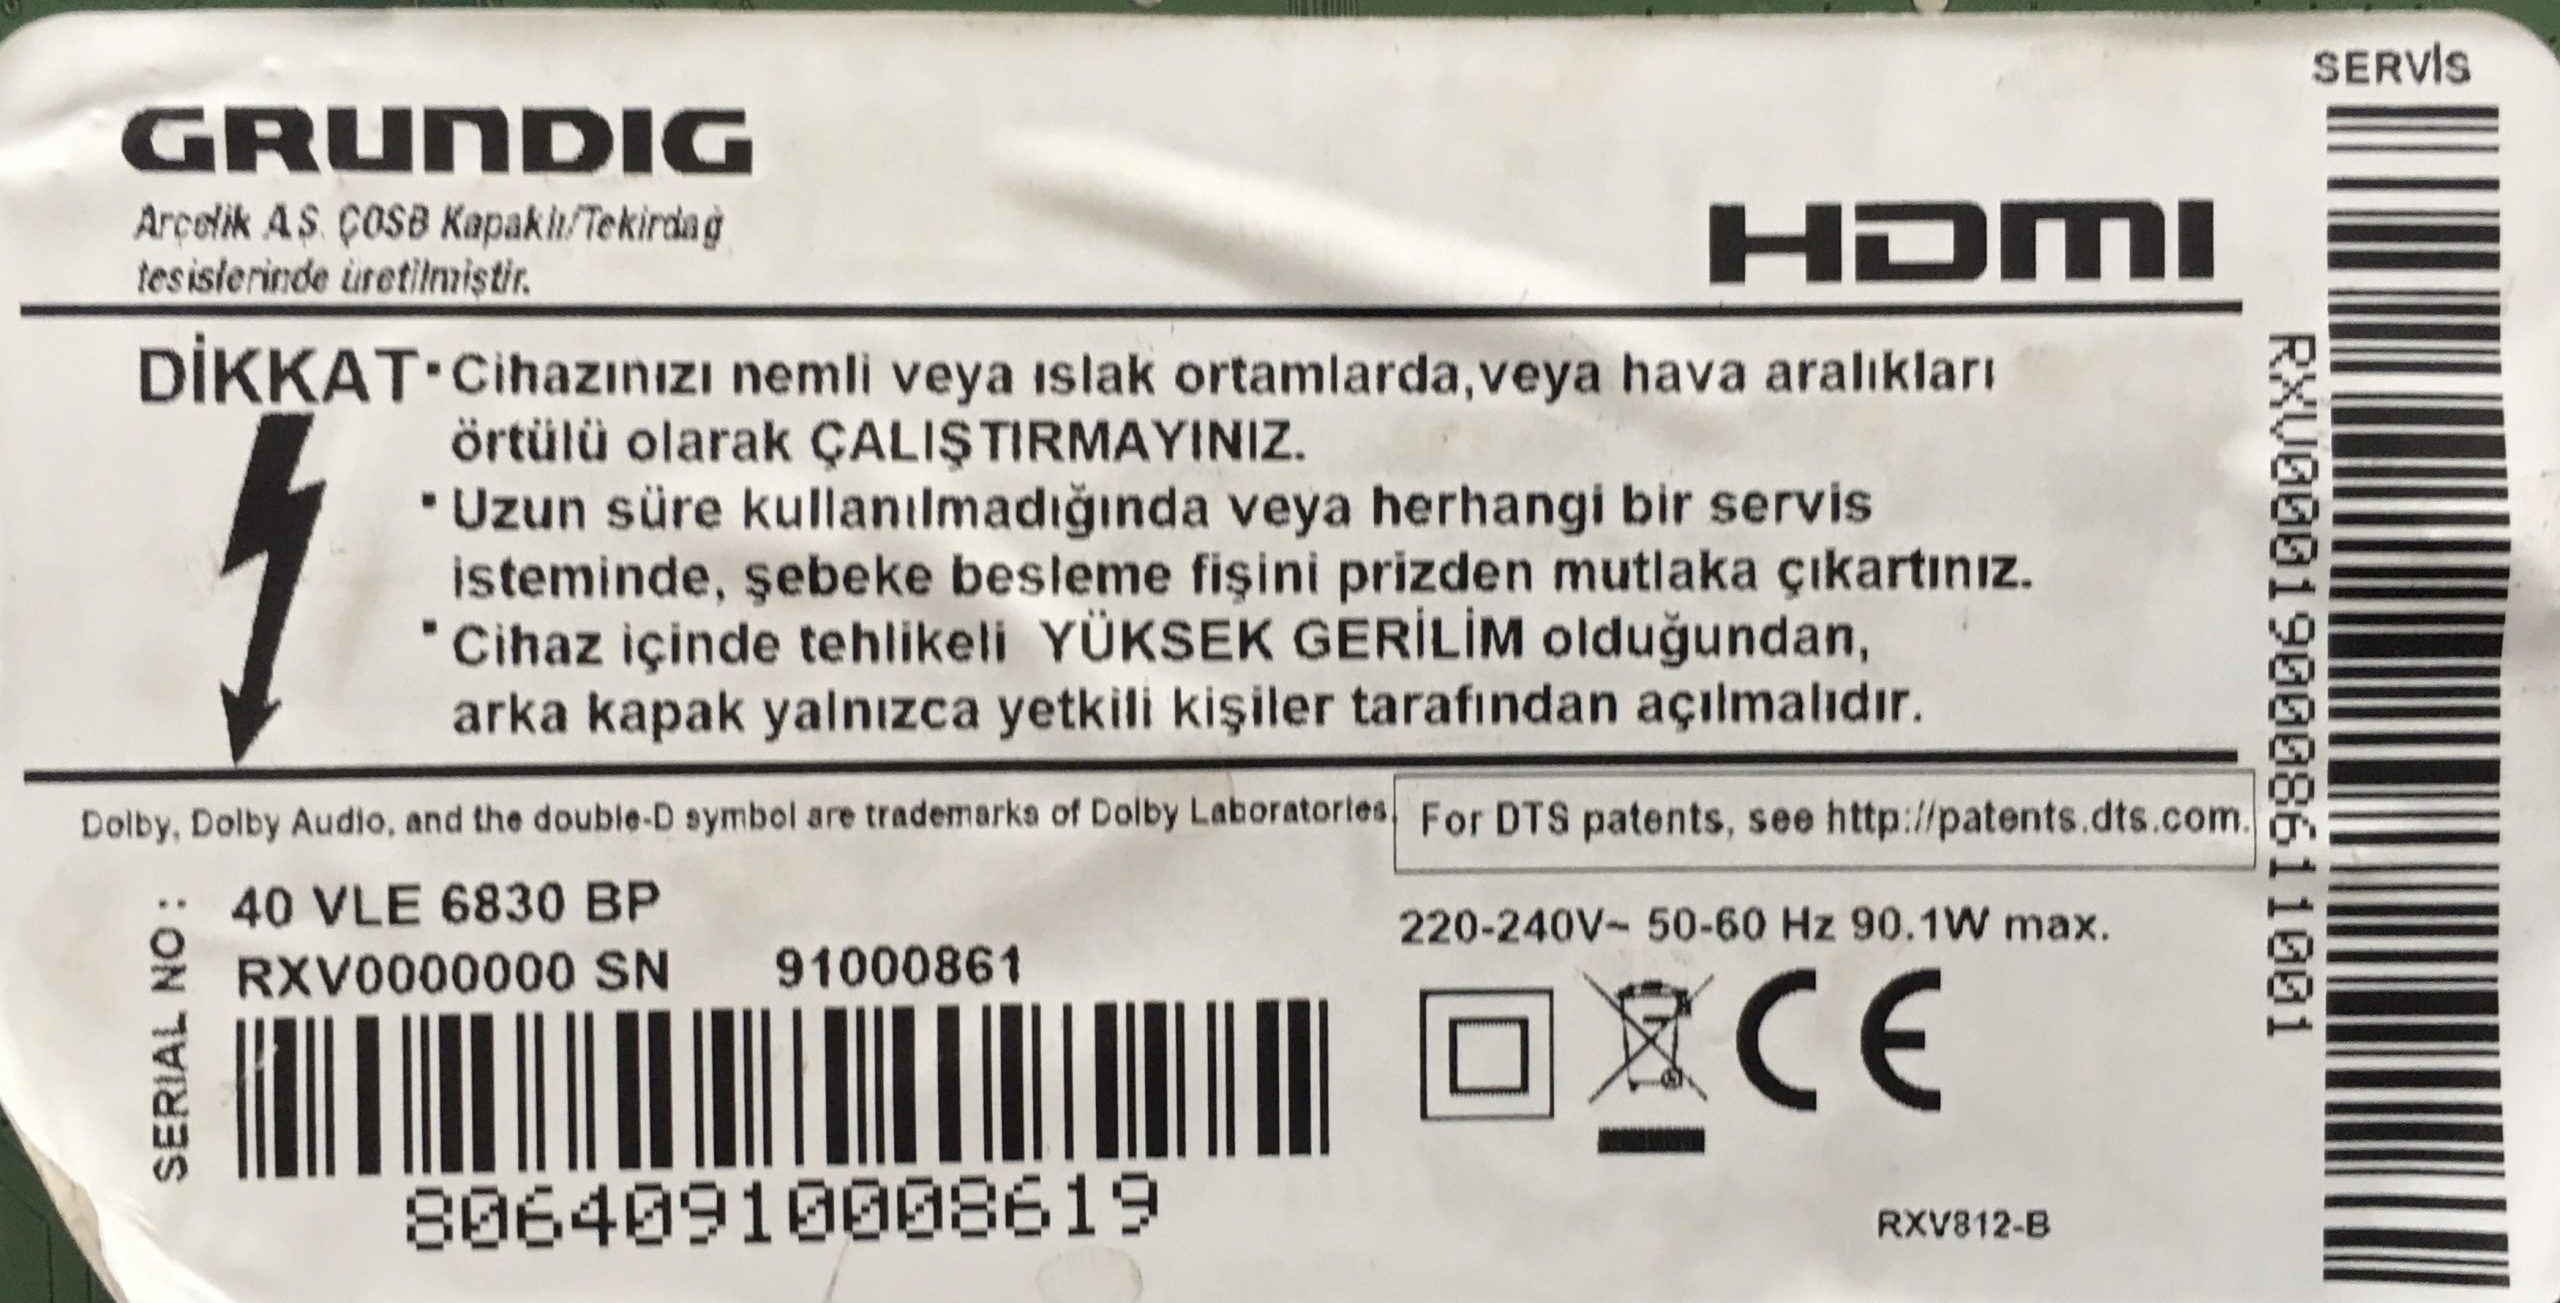 SERVİS
GRUNDIG
Arçelik A.Ş. ÇOSB Kapaklı/Tekirdağ
tesislerinde üretilmiştir.
HDMI
DİKKAT
▪ Cihazınızı nemli veya ıslak ortamlarda,veya hava aralıkları
örtülü olarak ÇALIŞTIRMAYINIZ.
▪ Uzun süre kullanılmadığında veya herhangi bir servis
isteminde, şebeke besleme fişini prizden mutlaka çıkartınız.
▪ Cihaz içinde tehlikeli YÜKSEK GERİLİM olduğundan,
arka kapak yalnızca yetkili kişiler tarafından açılmalıdır.
Dolby, Dolby Audio, and the double-D symbol are trademarks of Dolby Laboratories.
For DTS patents, see http://patents.dts.com.
SERIAL NO:
40 VLE 6830 BP
RXV0000000 SN 91000861
80640910008619
220-240V~ 50-60 Hz 90.1W max.
CE
RXV812-B
RXV000190008611001